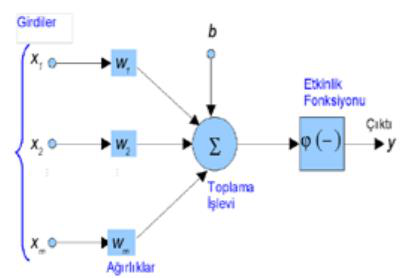 Girdiler
b
x₁
w₁
Etkinlik
Fonksiyonu
x₂
w₂
Σ
φ(−)
Çıktı
y
Toplama
İşlevi
xₘ
wₘ
Ağırlıklar